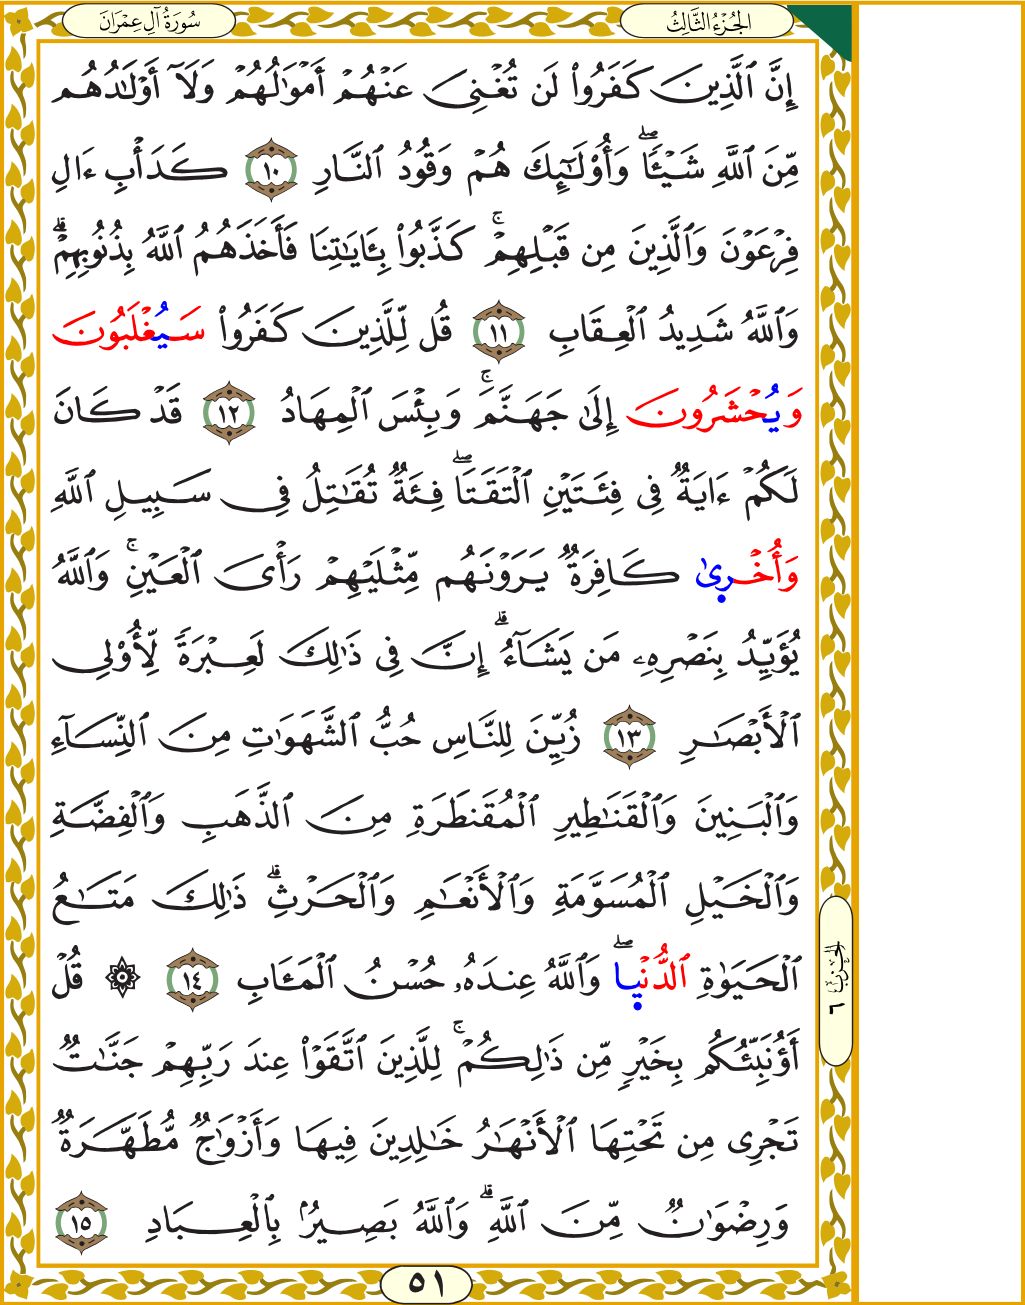 سُورَةُ آلِ عِمْرَانَ
الجُزْءُ الثَّالِثُ
إِنَّ ٱلَّذِينَ كَفَرُوا۟ لَن تُغْنِىَ عَنْهُمْ أَمْوَٰلُهُمْ وَلَآ أَوْلَٰدُهُم
مِّنَ ٱللَّهِ شَيْـًٔا ۖ وَأُو۟لَٰٓئِكَ هُمْ وَقُودُ ٱلنَّارِ ١٠ كَدَأْبِ ءَالِ
فِرْعَوْنَ وَٱلَّذِينَ مِن قَبْلِهِمْ ۚ كَذَّبُوا۟ بِـَٔايَٰتِنَا فَأَخَذَهُمُ ٱللَّهُ بِذُنُوبِهِمْ ۗ
وَٱللَّهُ شَدِيدُ ٱلْعِقَابِ ١١ قُل لِّلَّذِينَ كَفَرُوا۟ سَيُغْلَبُونَ
وَيُحْشَرُونَ إِلَىٰ جَهَنَّمَ ۚ وَبِئْسَ ٱلْمِهَادُ ١٢ قَدْ كَانَ
لَكُمْ ءَايَةٌ فِى فِئَتَيْنِ ٱلْتَقَتَا ۖ فِئَةٌ تُقَٰتِلُ فِى سَبِيلِ ٱللَّهِ
وَأُخْرِىٰ كَافِرَةٌ يَرَوْنَهُم مِّثْلَيْهِمْ رَأْىَ ٱلْعَيْنِ ۚ وَٱللَّهُ
يُؤَيِّدُ بِنَصْرِهِۦ مَن يَشَآءُ ۗ إِنَّ فِى ذَٰلِكَ لَعِبْرَةً لِّأُو۟لِى
ٱلْأَبْصَٰرِ ١٣ زُيِّنَ لِلنَّاسِ حُبُّ ٱلشَّهَوَٰتِ مِنَ ٱلنِّسَآءِ
وَٱلْبَنِينَ وَٱلْقَنَٰطِيرِ ٱلْمُقَنطَرَةِ مِنَ ٱلذَّهَبِ وَٱلْفِضَّةِ
وَٱلْخَيْلِ ٱلْمُسَوَّمَةِ وَٱلْأَنْعَٰمِ وَٱلْحَرْثِ ۗ ذَٰلِكَ مَتَٰعُ
ٱلْحَيَوٰةِ ٱلدُّنْيِا ۖ وَٱللَّهُ عِندَهُۥ حُسْنُ ٱلْمَـَٔابِ ١٤ ۞ قُلْ
أَؤُنَبِّئُكُم بِخَيْرٍ مِّن ذَٰلِكُمْ ۚ لِلَّذِينَ ٱتَّقَوْا۟ عِندَ رَبِّهِمْ جَنَّٰتٌ
تَجْرِى مِن تَحْتِهَا ٱلْأَنْهَٰرُ خَٰلِدِينَ فِيهَا وَأَزْوَٰجٌ مُّطَهَّرَةٌ
وَرِضْوَٰنٌ مِّنَ ٱللَّهِ ۗ وَٱللَّهُ بَصِيرٌۢ بِٱلْعِبَادِ ١٥
الحِزْبُ ٦
٥١